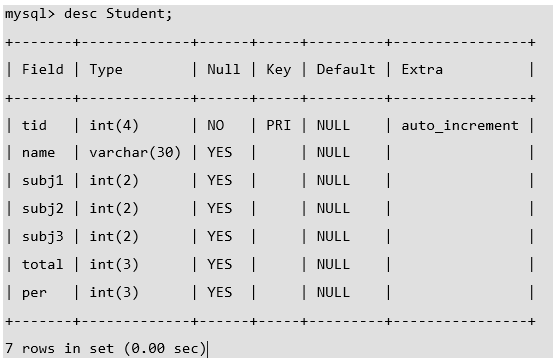 mysql> desc Student;
+-------+-------------+------+-----+---------+----------------+
| Field | Type        | Null | Key | Default | Extra          |
+-------+-------------+------+-----+---------+----------------+
| tid   | int(4)      | NO   | PRI | NULL    | auto_increment |
| name  | varchar(30) | YES  |     | NULL    |                |
| subj1 | int(2)      | YES  |     | NULL    |                |
| subj2 | int(2)      | YES  |     | NULL    |                |
| subj3 | int(2)      | YES  |     | NULL    |                |
| total | int(3)      | YES  |     | NULL    |                |
| per   | int(3)      | YES  |     | NULL    |                |
+-------+-------------+------+-----+---------+----------------+
7 rows in set (0.00 sec)